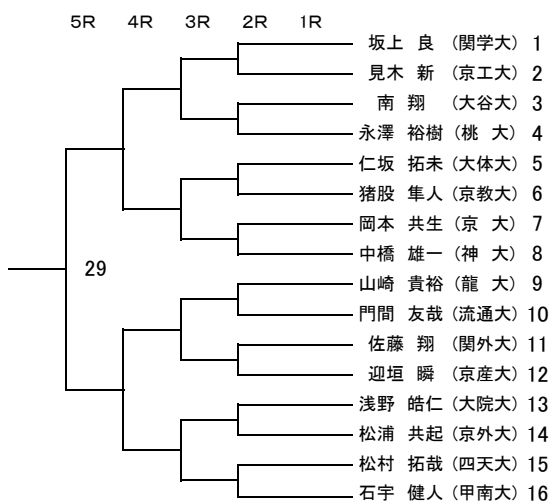 5R 4R 3R 2R 1R
坂上 良 (関学大) 1
見木 新 (京工大) 2
南 翔 (大谷大) 3
永澤 裕樹 (桃 大) 4
仁坂 拓未 (大体大) 5
猪股 隼人 (京教大) 6
岡本 共生 (京 大) 7
中橋 雄一 (神 大) 8
29
山崎 貴裕 (龍 大) 9
門間 友哉 (流通大) 10
佐藤 翔 (関外大) 11
迎垣 瞬 (京産大) 12
浅野 皓仁 (大院大) 13
松浦 共起 (京外大) 14
松村 拓哉 (四天大) 15
石宇 健人 (甲南大) 16